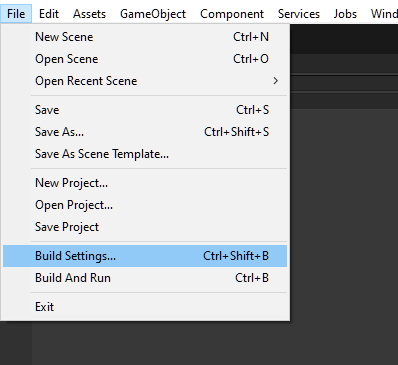 File Edit Assets GameObject Component Services Jobs Wind
New Scene Ctrl+N
Open Scene Ctrl+O
Open Recent Scene >
Save Ctrl+S
Save As... Ctrl+Shift+S
Save As Scene Template...
New Project...
Open Project...
Save Project
Build Settings... Ctrl+Shift+B
Build And Run Ctrl+B
Exit